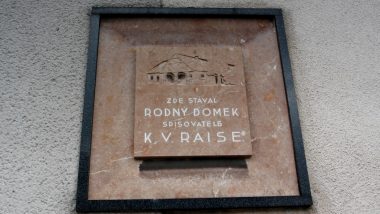 ZDE STÁVAL
RODNÝ DOMEK
SPISOVATELE
K. V. RAISE.